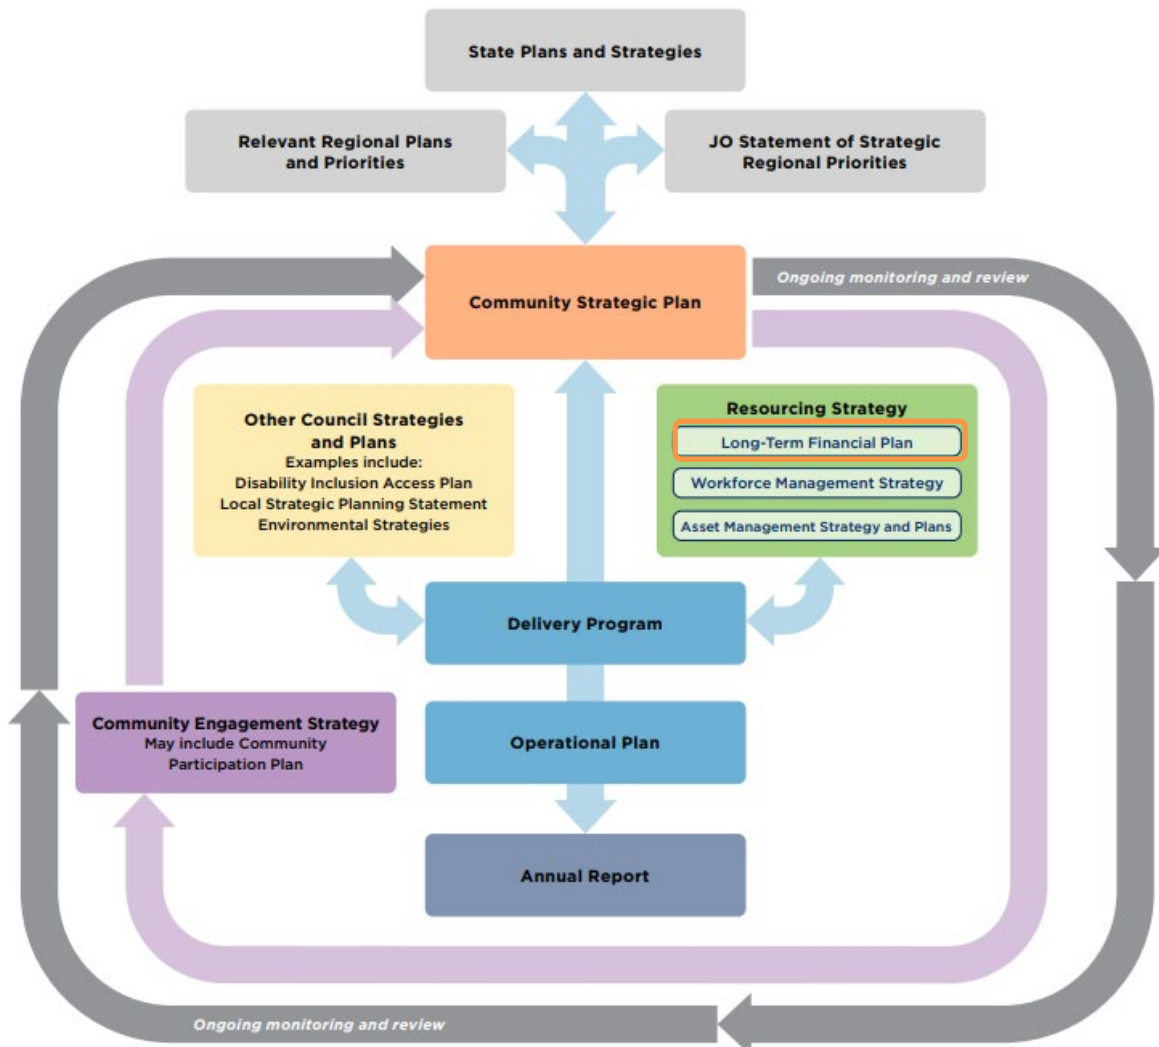 State Plans and Strategies
Relevant Regional Plans
and Priorities
JO Statement of Strategic
Regional Priorities
Community Strategic Plan
Ongoing monitoring and review
Other Council Strategies
and Plans
Examples include:
Disability Inclusion Access Plan
Local Strategic Planning Statement
Environmental Strategies
Resourcing Strategy
Long-Term Financial Plan
Workforce Management Strategy
Asset Management Strategy and Plans
Delivery Program
Community Engagement Strategy
May include Community
Participation Plan
Operational Plan
Annual Report
Ongoing monitoring and review